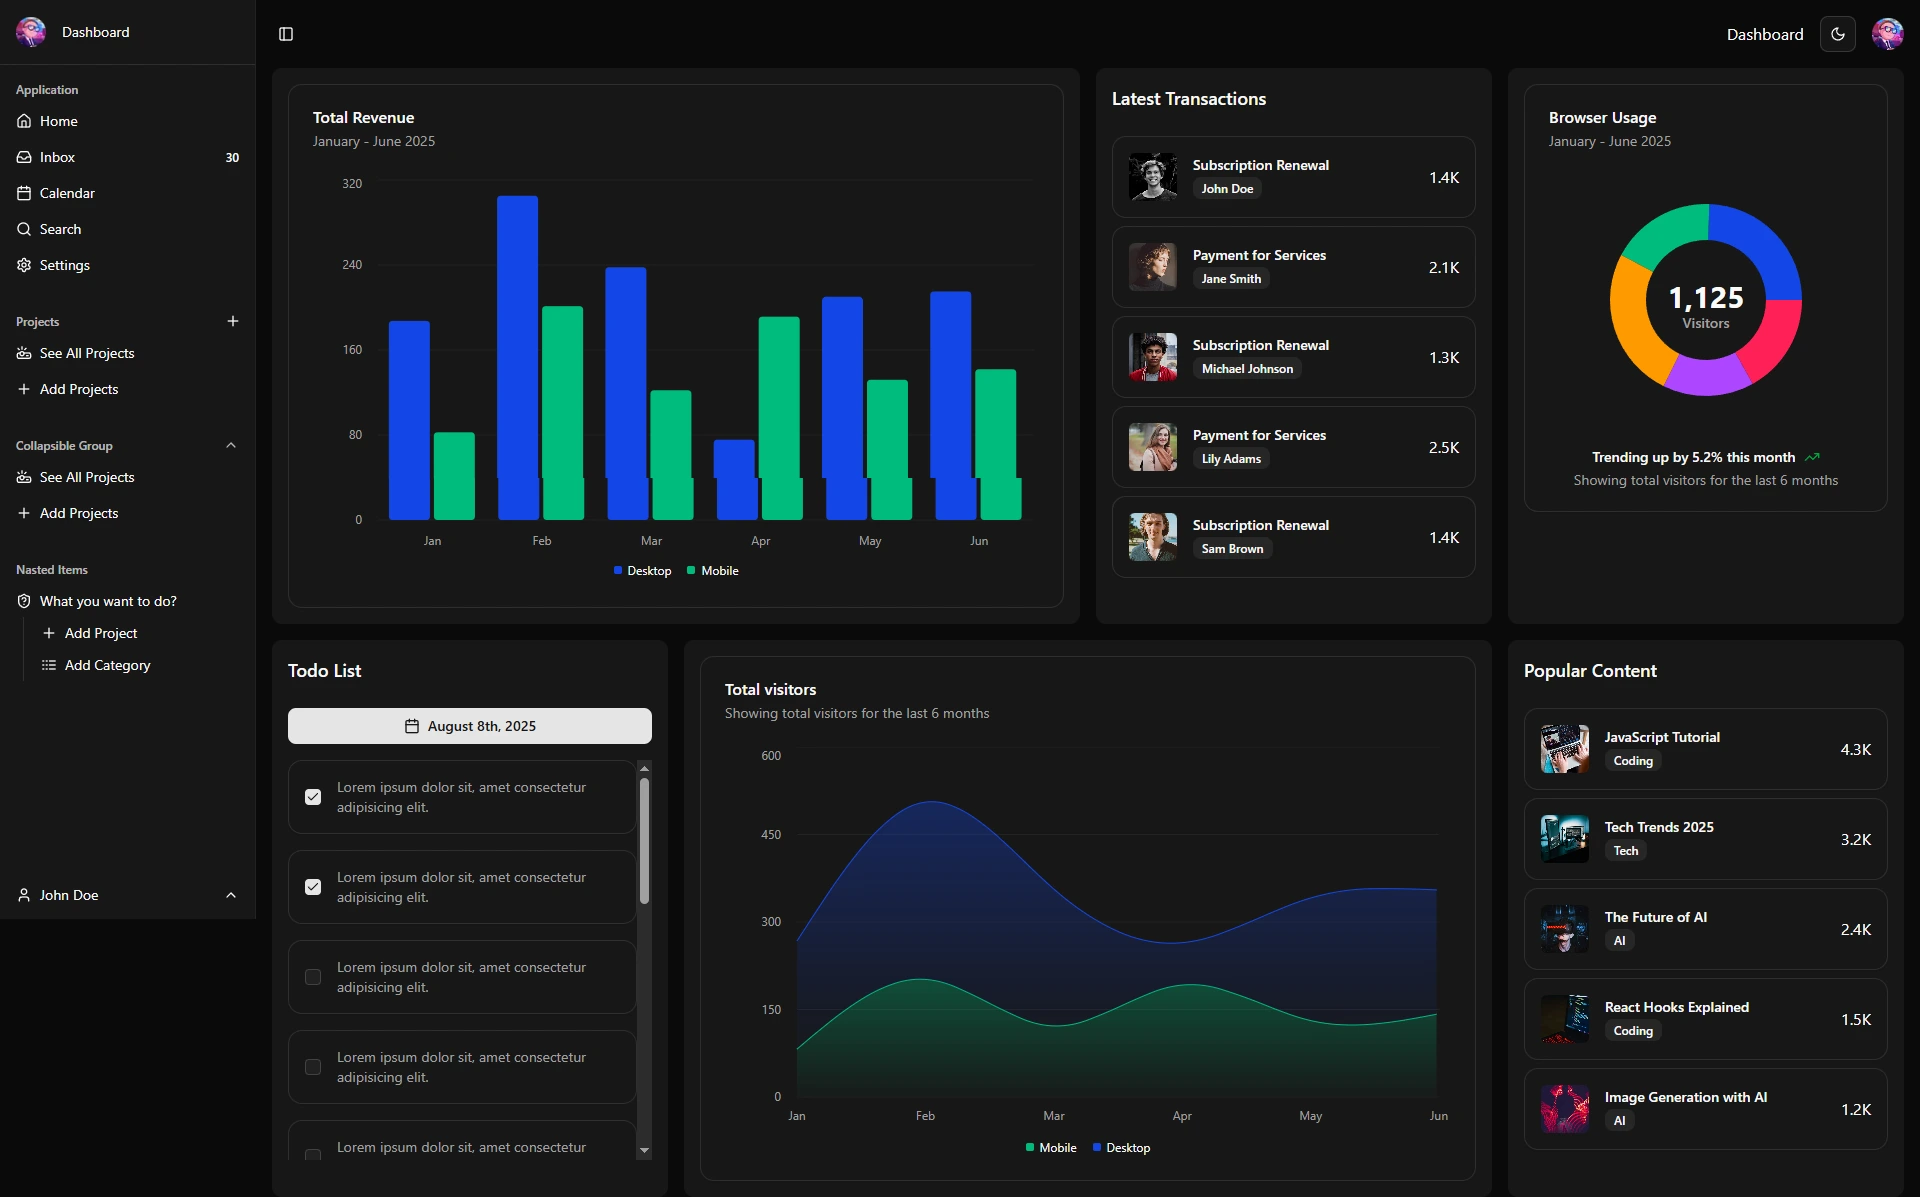 Dashboard
Application
Home
Inbox 30
Calendar
Search
Settings
Projects
See All Projects
Add Projects
Collapsible Group
See All Projects
Add Projects
Nasted Items
What you want to do?
Add Project
Add Category
John Doe
Dashboard
Total Revenue
January - June 2025
320
240
160
80
0
Jan Feb Mar Apr May Jun
Desktop Mobile
Latest Transactions
Subscription Renewal
John Doe
1.4K
Payment for Services
Jane Smith
2.1K
Subscription Renewal
Michael Johnson
1.3K
Payment for Services
Lily Adams
2.5K
Subscription Renewal
Sam Brown
1.4K
Browser Usage
January - June 2025
1,125
Visitors
Trending up by 5.2% this month
Showing total visitors for the last 6 months
Todo List
August 8th, 2025
Lorem ipsum dolor sit, amet consectetur
adipisicing elit.
Lorem ipsum dolor sit, amet consectetur
adipisicing elit.
Lorem ipsum dolor sit, amet consectetur
adipisicing elit.
Lorem ipsum dolor sit, amet consectetur
adipisicing elit.
Lorem ipsum dolor sit, amet consectetur
Total visitors
Showing total visitors for the last 6 months
600
450
300
150
0
Jan Feb Mar Apr May Jun
Mobile Desktop
Popular Content
JavaScript Tutorial
Coding
4.3K
Tech Trends 2025
Tech
3.2K
The Future of AI
AI
2.4K
React Hooks Explained
Coding
1.5K
Image Generation with AI
AI
1.2K